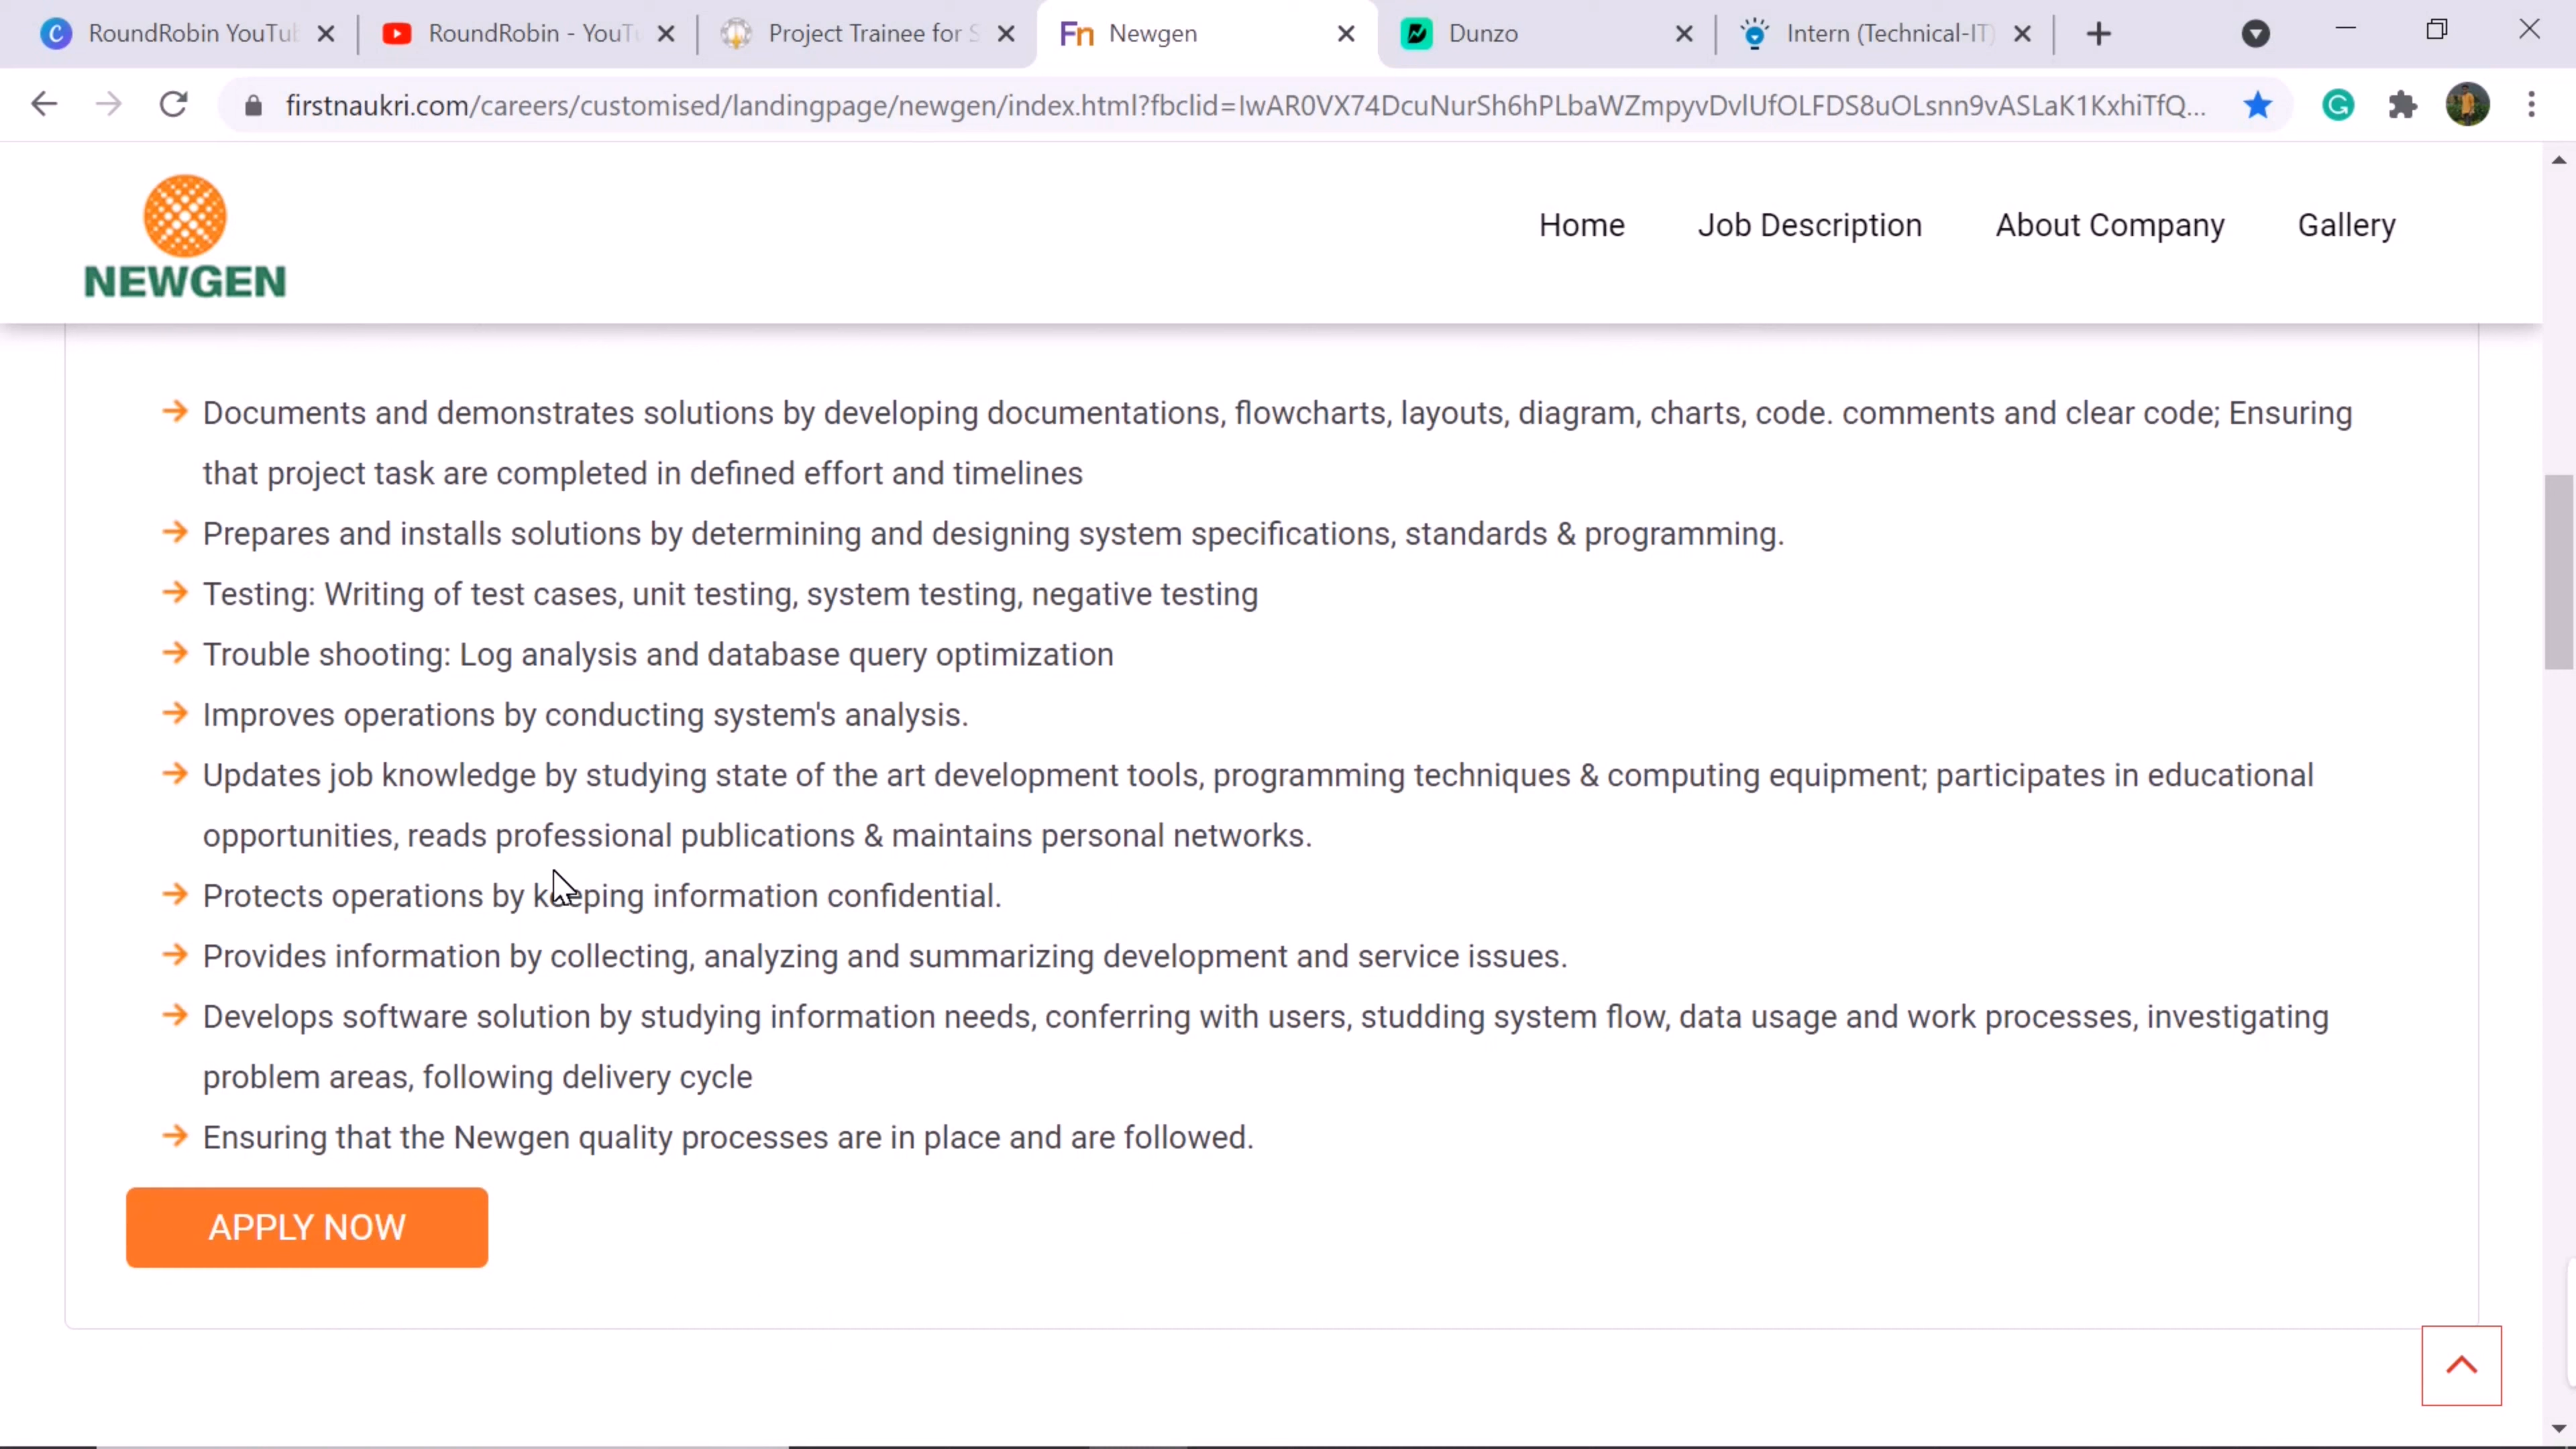 RoundRobin YouTub
RoundRobin - YouTu
Project Trainee for S
Fn Newgen
Dunzo
Intern (Technical-IT)
firstnaukri.com/careers/customised/landingpage/newgen/index.html?fbclid=IwAR0VX74DcuNurSh6hPLbaWZmpyvDvlUfOLFDS8uOLsnn9vASLaK1KxhiTfQ...
NEWGEN
Home
Job Description
About Company
Gallery
Documents and demonstrates solutions by developing documentations, flowcharts, layouts, diagram, charts, code. comments and clear code; Ensuring
that project task are completed in defined effort and timelines
Prepares and installs solutions by determining and designing system specifications, standards & programming.
Testing: Writing of test cases, unit testing, system testing, negative testing
Trouble shooting: Log analysis and database query optimization
Improves operations by conducting system's analysis.
Updates job knowledge by studying state of the art development tools, programming techniques & computing equipment; participates in educational
opportunities, reads professional publications & maintains personal networks.
Protects operations by keeping information confidential.
Provides information by collecting, analyzing and summarizing development and service issues.
Develops software solution by studying information needs, conferring with users, studding system flow, data usage and work processes, investigating
problem areas, following delivery cycle
Ensuring that the Newgen quality processes are in place and are followed.
APPLY NOW